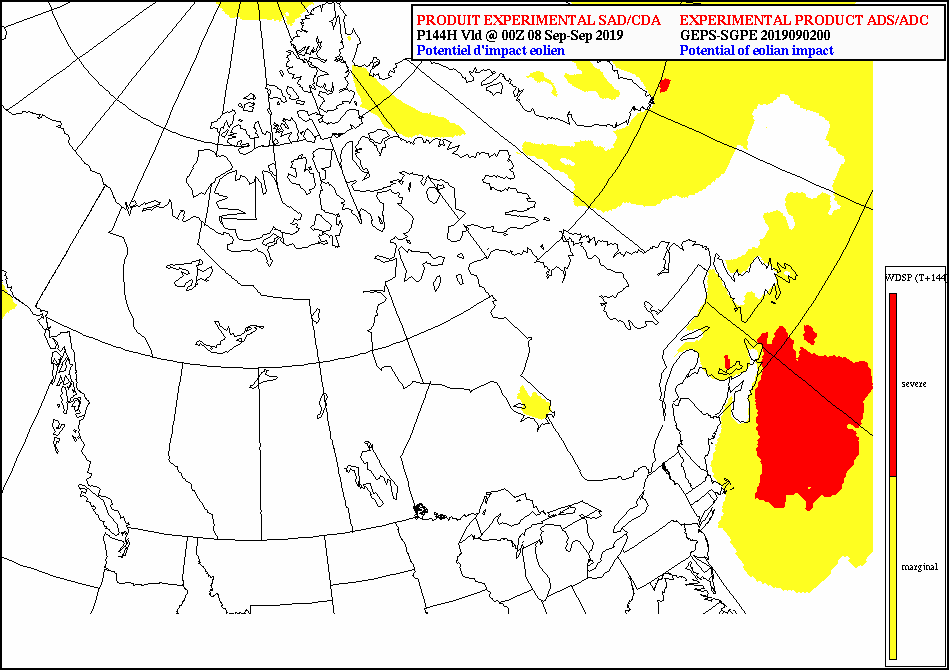 PRODUIT EXPERIMENTAL SAD/CDA EXPERIMENTAL PRODUCT ADS/ADC
P144H Vld @ 00Z 08 Sep-Sep 2019 GEPS-SGPE 2019090200
Potentiel d'impact eolien Potential of eolian impact
WDSP (T+144
severe
marginal